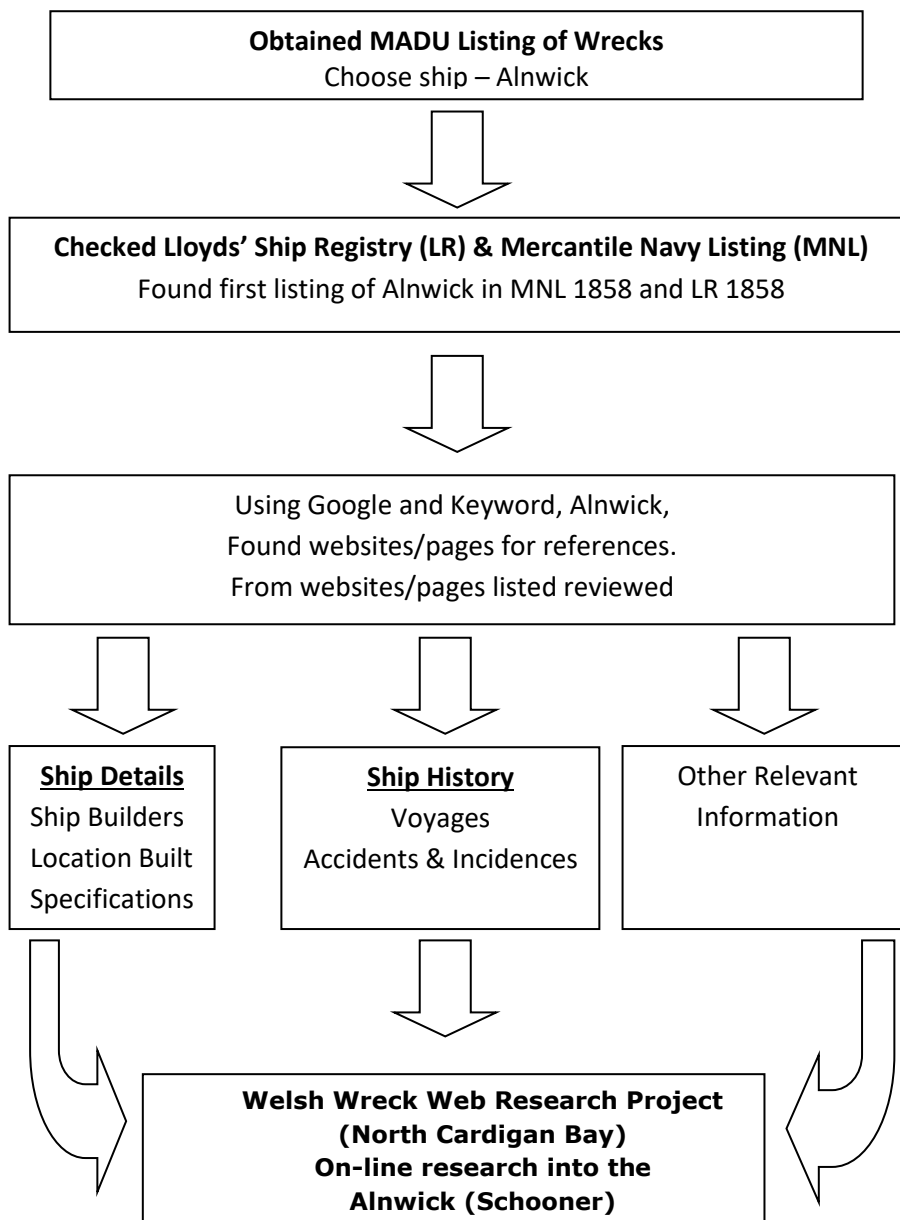 Obtained MADU Listing of Wrecks
Choose ship – Alnwick
Checked Lloyds’ Ship Registry (LR) & Mercantile Navy Listing (MNL)
Found first listing of Alnwick in MNL 1858 and LR 1858
Using Google and Keyword, Alnwick,
Found websites/pages for references.
From websites/pages listed reviewed
Ship Details
Ship Builders
Location Built
Specifications
Ship History
Voyages
Accidents & Incidences
Other Relevant
Information
Welsh Wreck Web Research Project
(North Cardigan Bay)
On-line research into the
Alnwick (Schooner)